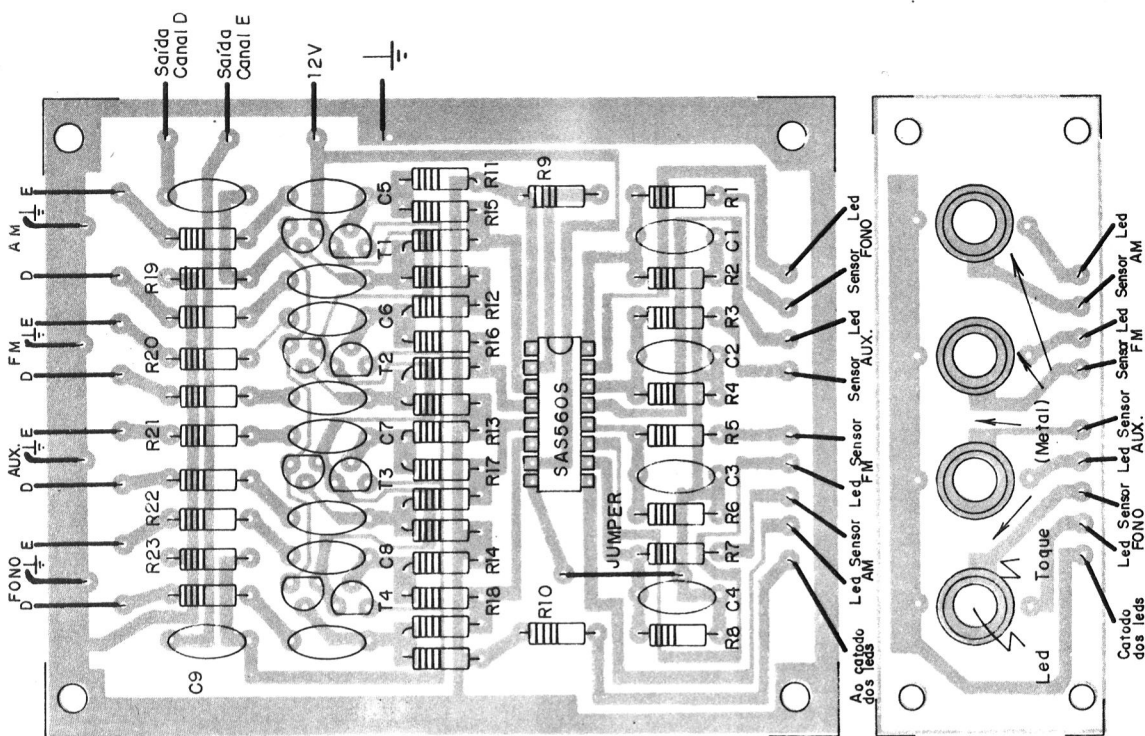 Saída
Canal D
Saída
Canal E
12V
E
AM
D
E
FM
D
E
AUX.
D
E
FONO
D
R19
R20
R21
R22
R23
C9
C5
T1
C6
T2
C7
T3
C8
T4
R11
R15
R12
R16
R13
R17
R14
R18
R9
R10
SAS560S
JUMPER
R1
C1
R2
R3
C2
R4
R5
C3
R6
R7
C4
R8
Led
Sensor
FONO
Led
Sensor
AUX.
Sensor
Led
FM
Sensor
Led
AM
Ao catodo
dos leds
(Metal)
Toque
Led
Led
Sensor
AM
Led
Sensor
FM
Sensor
Led
AUX.
Sensor
Led
FONO
Catodo
dos leds